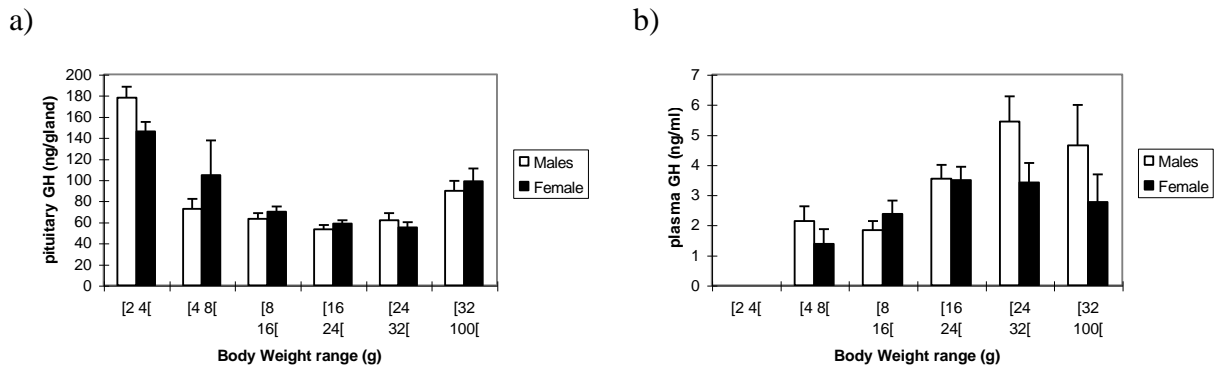 a)
pituitary GH (ng/gland)
200
180
160
140
120
100
80
60
40
20
0
[2 4[ [4 8[ [8 [16 [24 [32
16[ 24[ 32[ 100[
Body Weight range (g)
Males
Female
b)
plasma GH (ng/ml)
7
6
5
4
3
2
1
0
[2 4[ [4 8[ [8 [16 [24 [32
16[ 24[ 32[ 100[
Body Weight range (g)
Males
Female